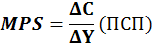 MPS = ΔC/ΔY (ПСП)